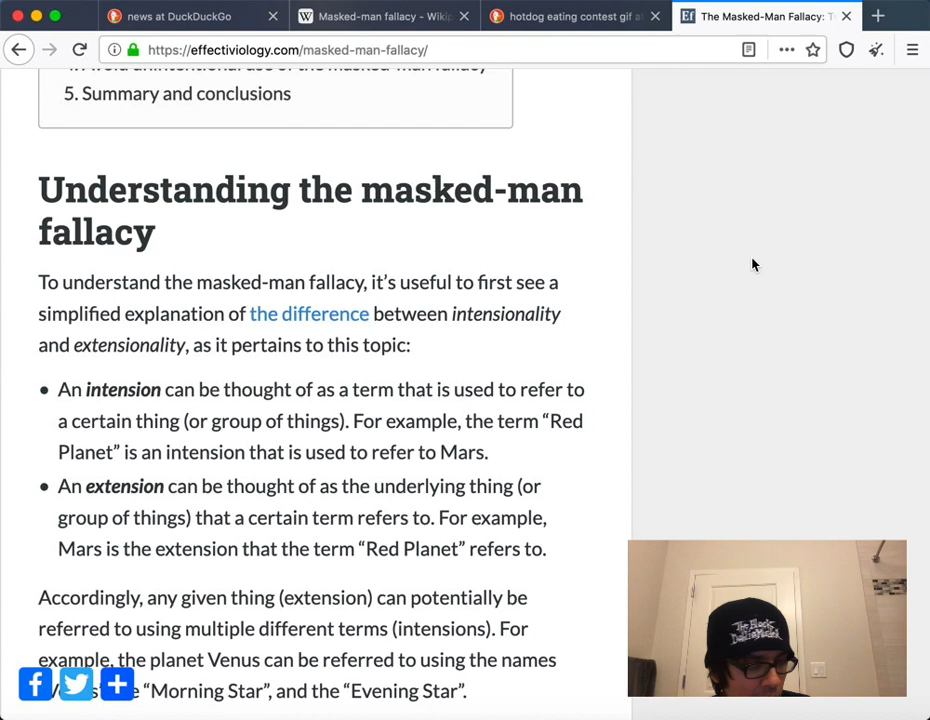 news at DuckDuckGo
Masked-man fallacy - Wiki
hotdog eating contest gif a
The Masked-Man Fallacy: T
https://effectiviology.com/masked-man-fallacy/
5. Summary and conclusions
Understanding the masked-man
fallacy
To understand the masked-man fallacy, it’s useful to first see a
simplified explanation of the difference between intensionality
and extensionality, as it pertains to this topic:
• An intension can be thought of as a term that is used to refer to
a certain thing (or group of things). For example, the term “Red
Planet” is an intension that is used to refer to Mars.
• An extension can be thought of as the underlying thing (or
group of things) that a certain term refers to. For example,
Mars is the extension that the term “Red Planet” refers to.
Accordingly, any given thing (extension) can potentially be
referred to using multiple different terms (intensions). For
example, the planet Venus can be referred to using the names
“Morning Star”, and the “Evening Star”.
The Black
Dahlia Murder